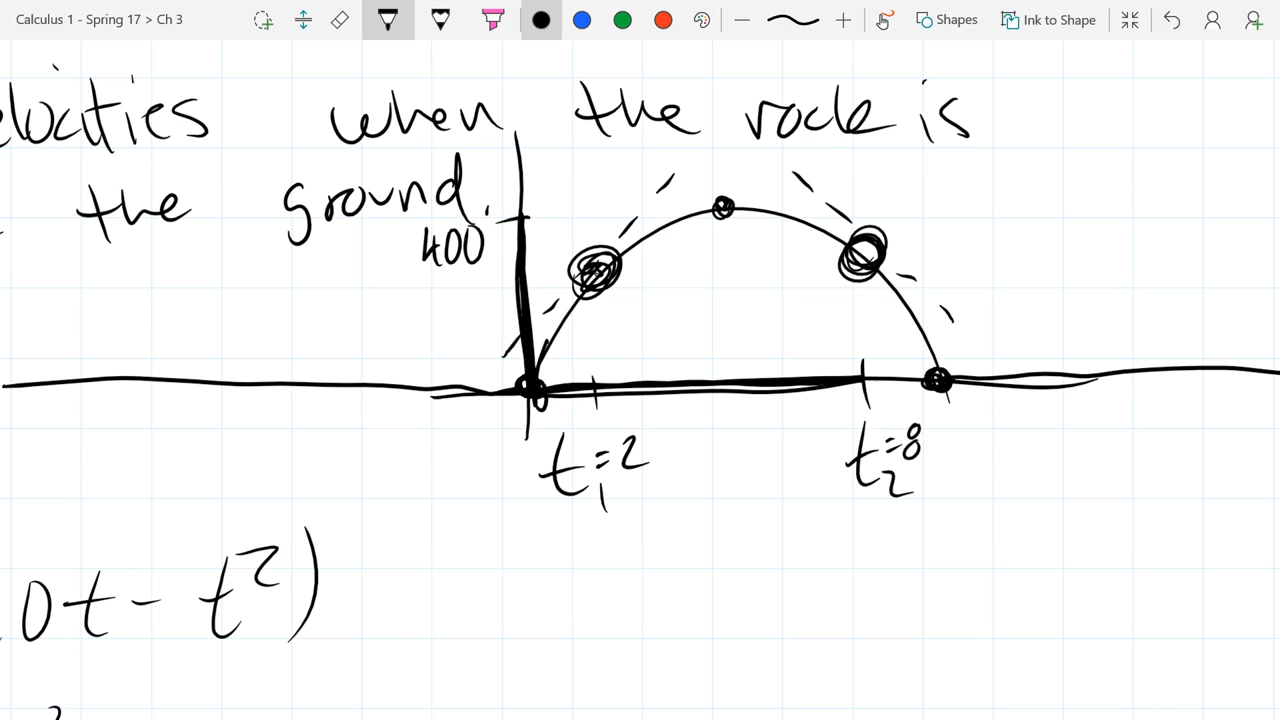 Calculus 1 - Spring 17 > Ch 3
Shapes
Ink to Shape
elocities when the rock is
the ground.
400
t₁=2
t₂=8
0t - t²)